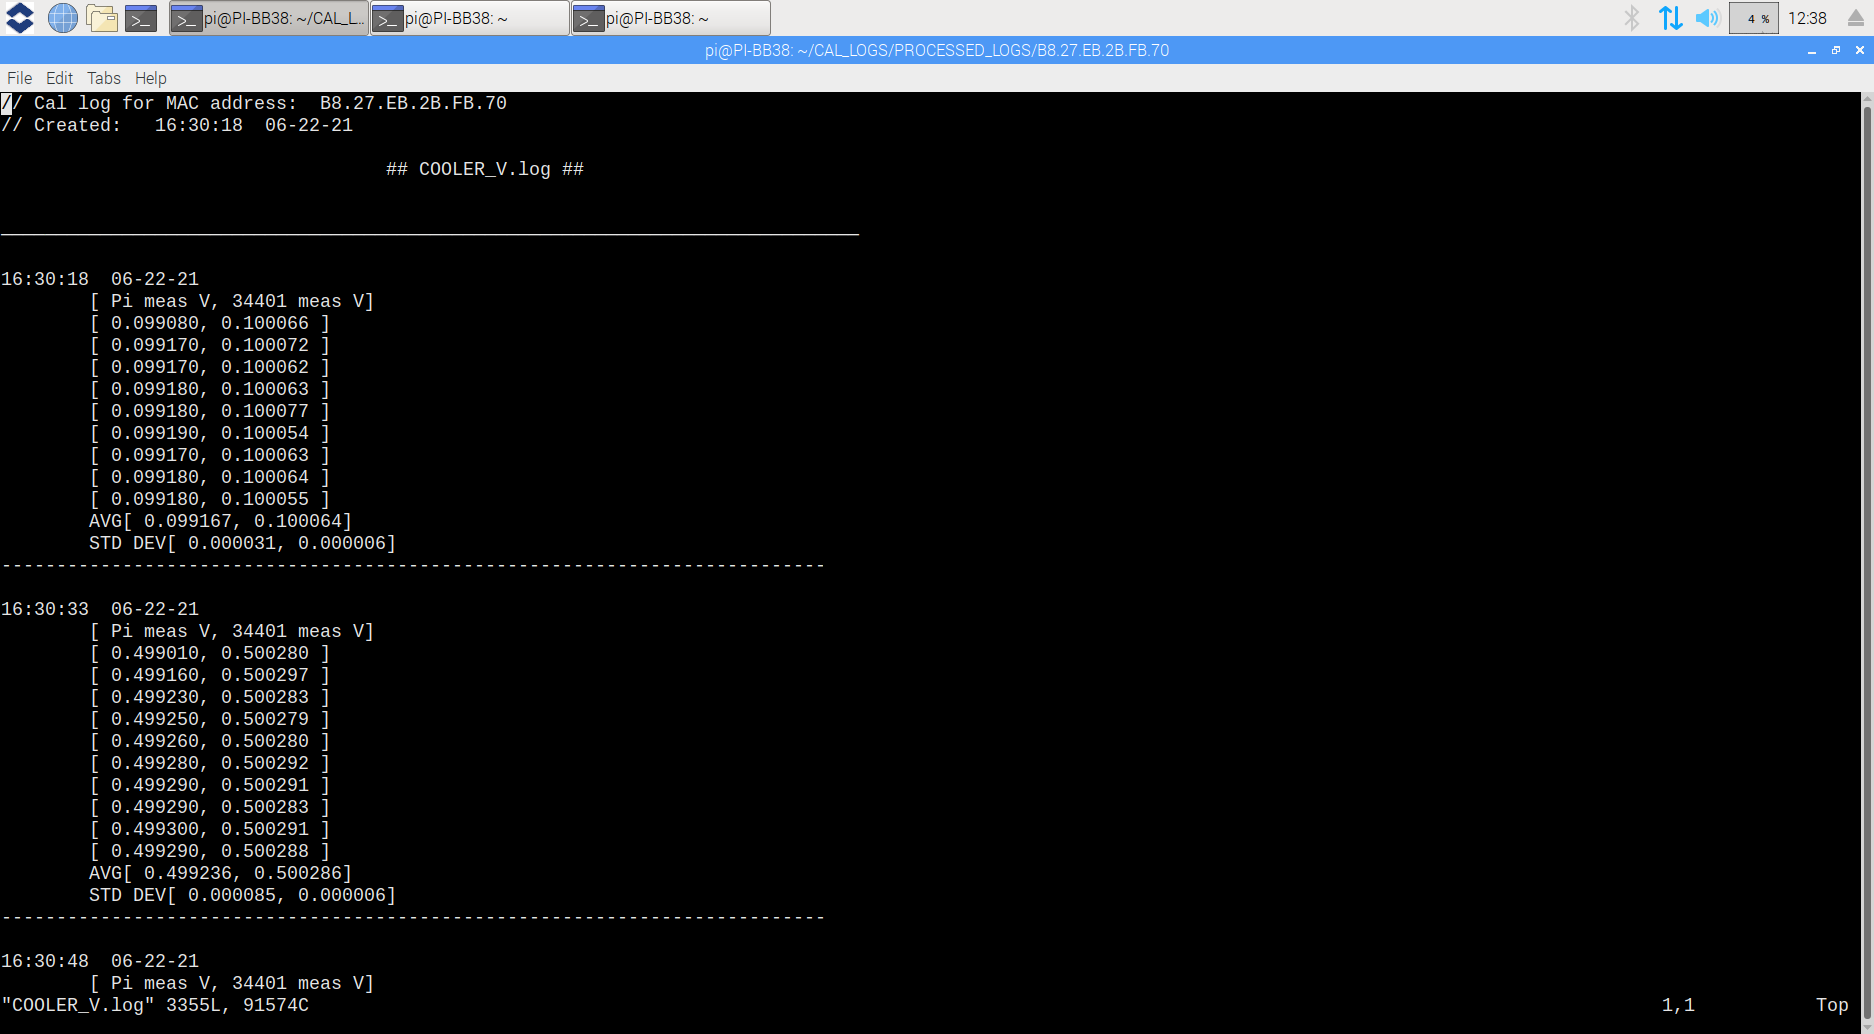 pi@PI-BB38: ~/CAL_L... pi@PI-BB38: ~ pi@PI-BB38: ~ 4 % 12:38
pi@PI-BB38: ~/CAL_LOGS/PROCESSED_LOGS/B8.27.EB.2B.FB.70
File Edit Tabs Help
// Cal log for MAC address:  B8.27.EB.2B.FB.70
// Created:   16:30:18  06-22-21
## COOLER_V.log ##
16:30:18  06-22-21
[ Pi meas V, 34401 meas V]
[ 0.099080, 0.100066 ]
[ 0.099170, 0.100072 ]
[ 0.099170, 0.100062 ]
[ 0.099180, 0.100063 ]
[ 0.099180, 0.100077 ]
[ 0.099190, 0.100054 ]
[ 0.099170, 0.100063 ]
[ 0.099180, 0.100064 ]
[ 0.099180, 0.100055 ]
AVG[ 0.099167, 0.100064]
STD DEV[ 0.000031, 0.000006]
---------------------------------------------------------------------------
16:30:33  06-22-21
[ Pi meas V, 34401 meas V]
[ 0.499010, 0.500280 ]
[ 0.499160, 0.500297 ]
[ 0.499230, 0.500283 ]
[ 0.499250, 0.500279 ]
[ 0.499260, 0.500280 ]
[ 0.499280, 0.500292 ]
[ 0.499290, 0.500291 ]
[ 0.499290, 0.500283 ]
[ 0.499300, 0.500291 ]
[ 0.499290, 0.500288 ]
AVG[ 0.499236, 0.500286]
STD DEV[ 0.000085, 0.000006]
---------------------------------------------------------------------------
16:30:48  06-22-21
[ Pi meas V, 34401 meas V]
"COOLER_V.log" 3355L, 91574C 1,1 Top